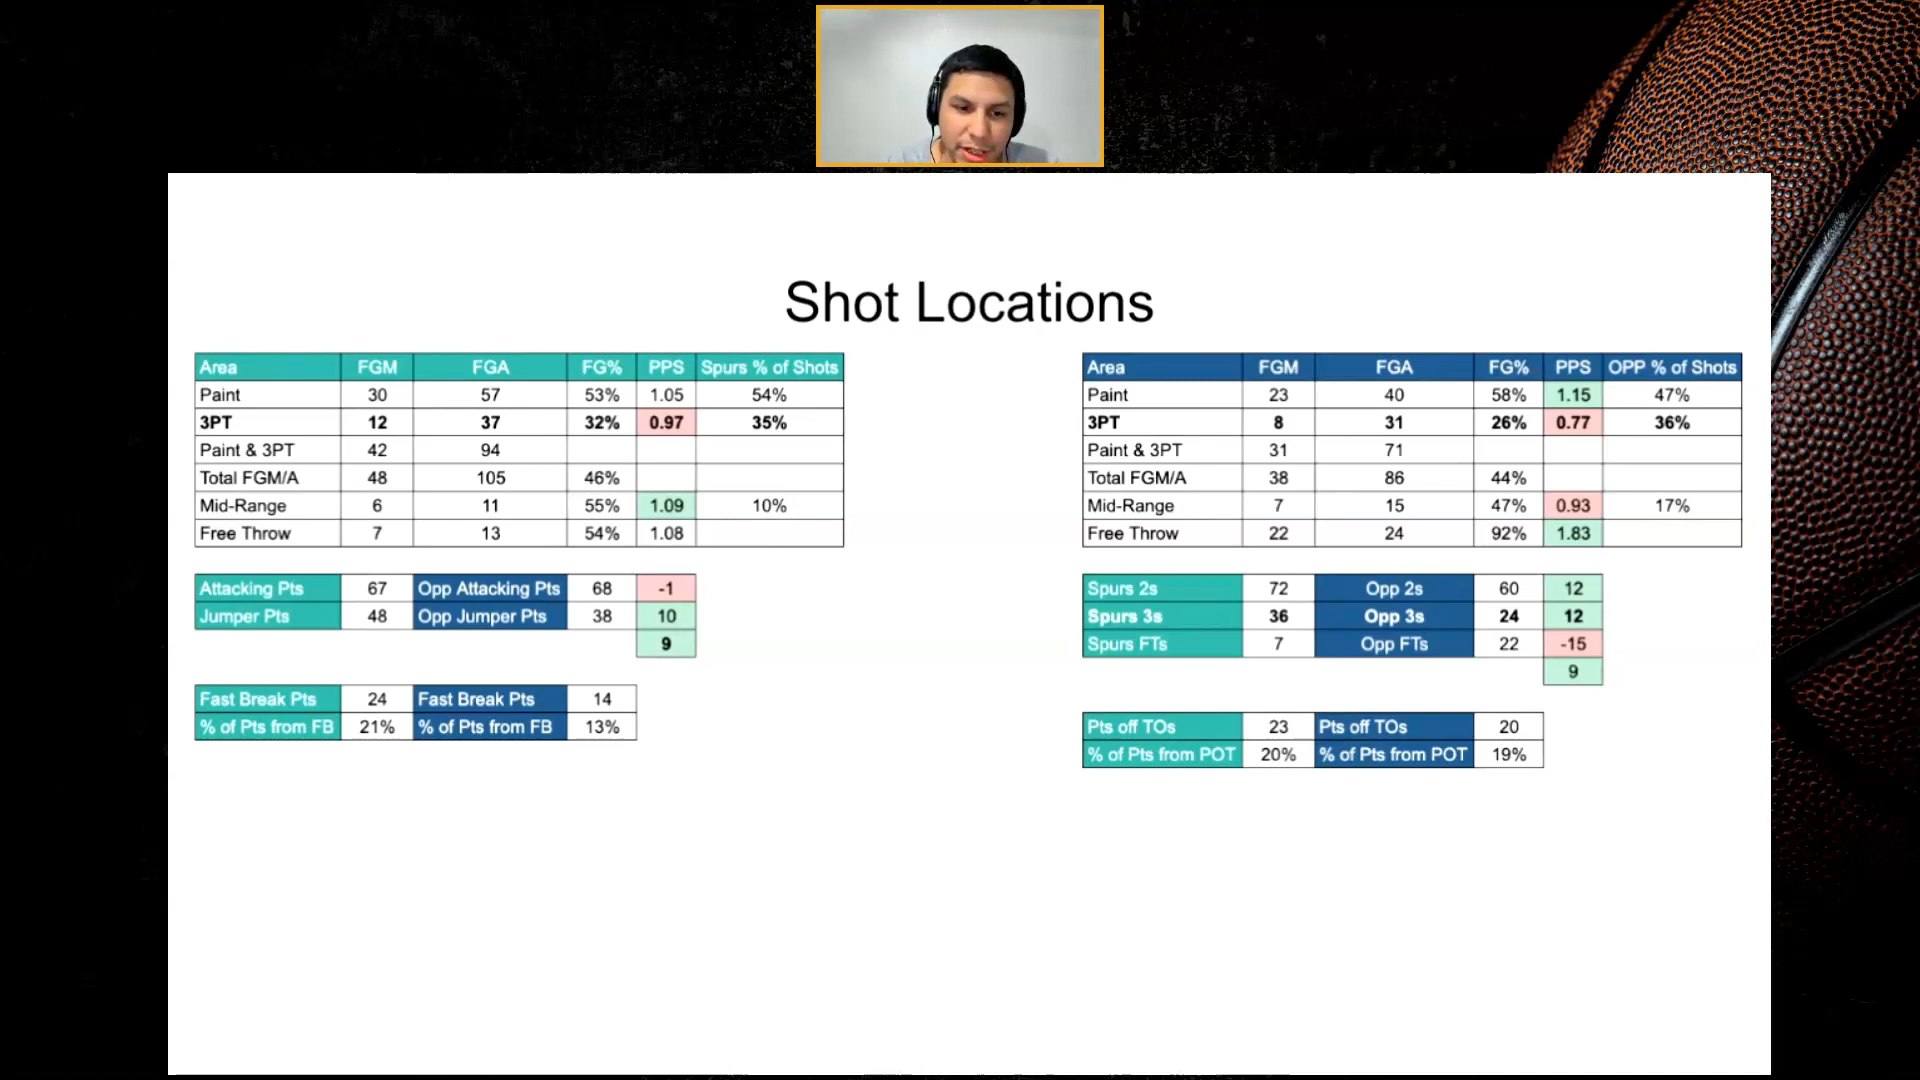 Shot Locations
Area FGM FGA FG% PPS Spurs % of Shots
Paint 30 57 53% 1.05 54%
3PT 12 37 32% 0.97 35%
Paint & 3PT 42 94
Total FGM/A 48 105 46%
Mid-Range 6 11 55% 1.09 10%
Free Throw 7 13 54% 1.08
Attacking Pts 67 Opp Attacking Pts 68 -1
Jumper Pts 48 Opp Jumper Pts 38 10
9
Fast Break Pts 24 Fast Break Pts 14
% of Pts from FB 21% % of Pts from FB 13%
Area FGM FGA FG% PPS OPP % of Shots
Paint 23 40 58% 1.15 47%
3PT 8 31 26% 0.77 36%
Paint & 3PT 31 71
Total FGM/A 38 86 44%
Mid-Range 7 15 47% 0.93 17%
Free Throw 22 24 92% 1.83
Spurs 2s 72 Opp 2s 60 12
Spurs 3s 36 Opp 3s 24 12
Spurs FTs 7 Opp FTs 22 -15
9
Pts off TOs 23 Pts off TOs 20
% of Pts from POT 20% % of Pts from POT 19%